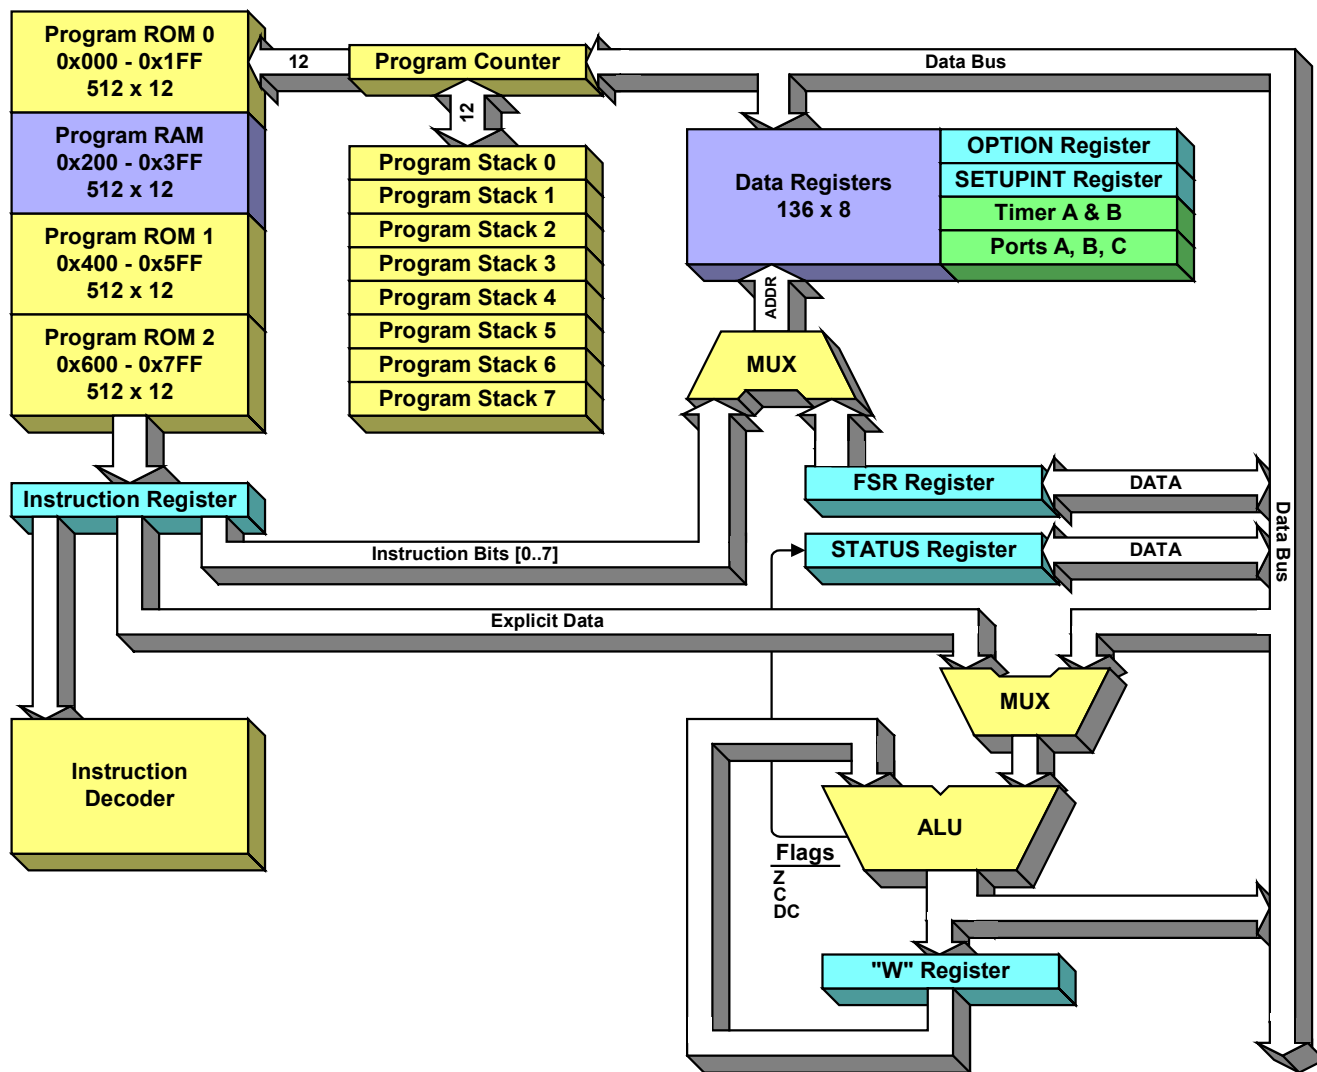 Program ROM 0
0x000 - 0x1FF
512 x 12
Program RAM
0x200 - 0x3FF
512 x 12
Program ROM 1
0x400 - 0x5FF
512 x 12
Program ROM 2
0x600 - 0x7FF
512 x 12
12
Program Counter
12
Program Stack 0
Program Stack 1
Program Stack 2
Program Stack 3
Program Stack 4
Program Stack 5
Program Stack 6
Program Stack 7
Data Bus
Data Registers
136 x 8
OPTION Register
SETUPINT Register
Timer A & B
Ports A, B, C
ADDR
MUX
FSR Register
DATA
STATUS Register
DATA
Data Bus
Instruction Register
Instruction Bits [0..7]
Explicit Data
MUX
Instruction
Decoder
ALU
Flags
Z
C
DC
"W" Register